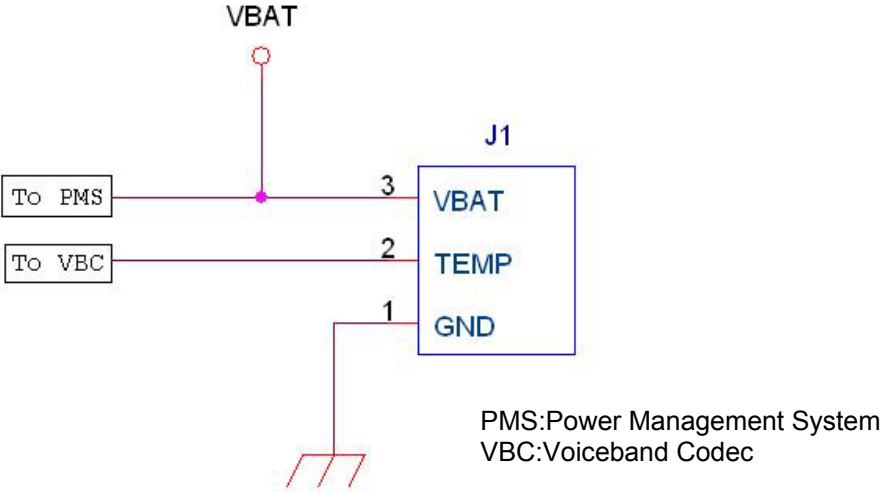 VBAT
J1
To PMS
3
VBAT
To VBC
2
TEMP
1
GND
PMS:Power Management System
VBC:Voiceband Codec